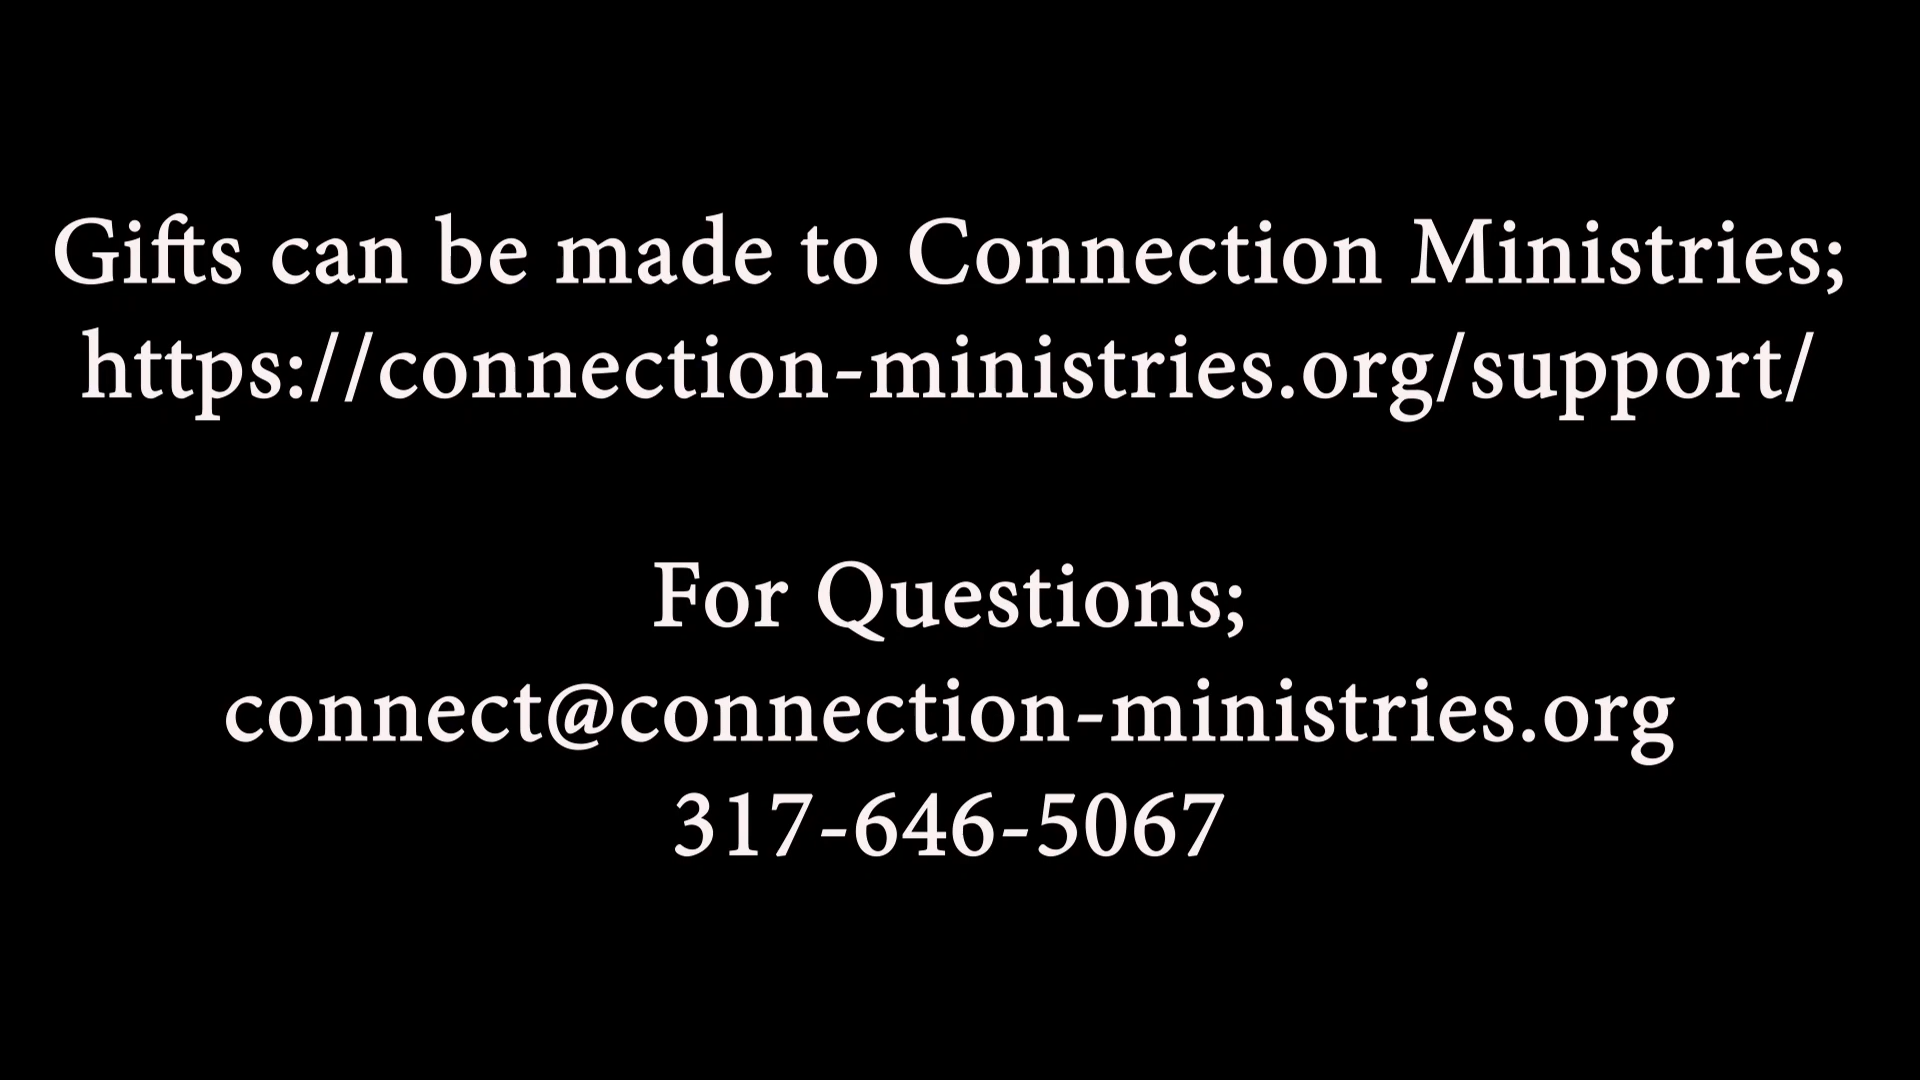 Gifts can be made to Connection Ministries;
https://connection-ministries.org/support/
For Questions;
connect@connection-ministries.org
317-646-5067